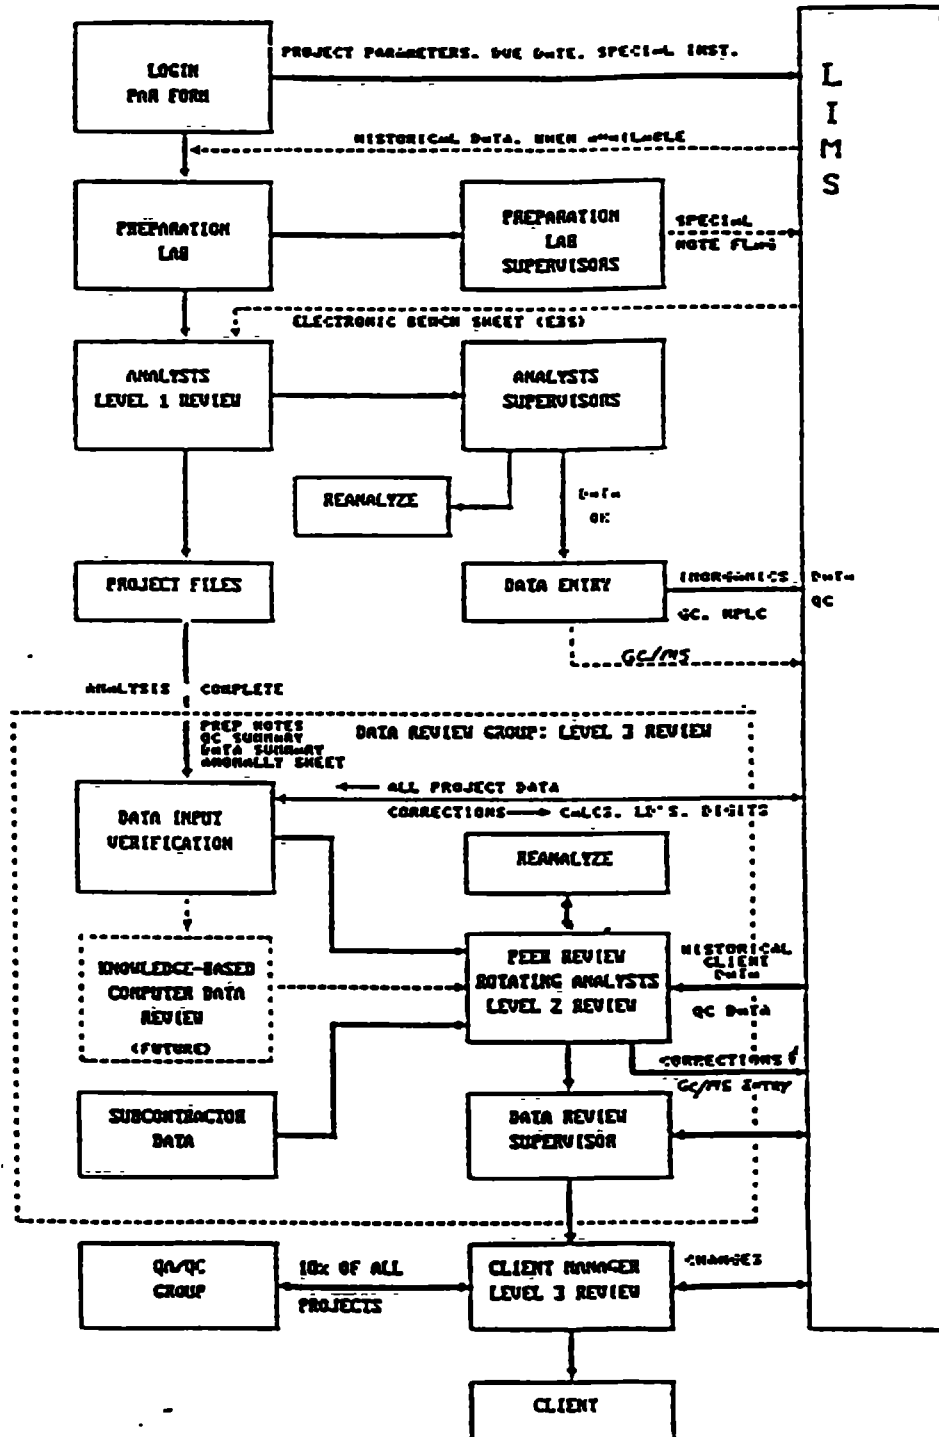 LOGIN
PAR FORM
PROJECT PARAMETERS. DUE DATE. SPECIAL INST.
L
I
M
S
HISTORICAL DATA. WHEN AVAILABLE
PREPARATION
LAB
PREPARATION
LAB
SUPERVISORS
SPECIAL
NOTE FLAG
ELECTRONIC BENCH SHEET (EBS)
ANALYSTS
LEVEL 1 REVIEW
ANALYSTS
SUPERVISORS
REANALYZE
DATA
OK
PROJECT FILES
DATA ENTRY
INORGANICS DATA
GC. HPLC QC
GC/MS
ANALYSIS COMPLETE
PREP NOTES
QC SUMMARY
DATA SUMMARY
ANOMALLY SHEET
DATA REVIEW GROUP: LEVEL 3 REVIEW
ALL PROJECT DATA
CORRECTIONS CALCS. LD'S. DIGITS
DATA INPUT
VERIFICATION
REANALYZE
KNOWLEDGE-BASED
COMPUTER DATA
REVIEW
(FUTURE)
PEER REVIEW
ROTATING ANALYSTS
LEVEL 2 REVIEW
HISTORICAL
CLIENT
DATA
QC DATA
CORRECTIONS
GC/MS ENTRY
SUBCONTRACTOR
DATA
DATA REVIEW
SUPERVISOR
QA/QC
GROUP
10% OF ALL
PROJECTS
CLIENT MANAGER
LEVEL 3 REVIEW
CHANGES
CLIENT